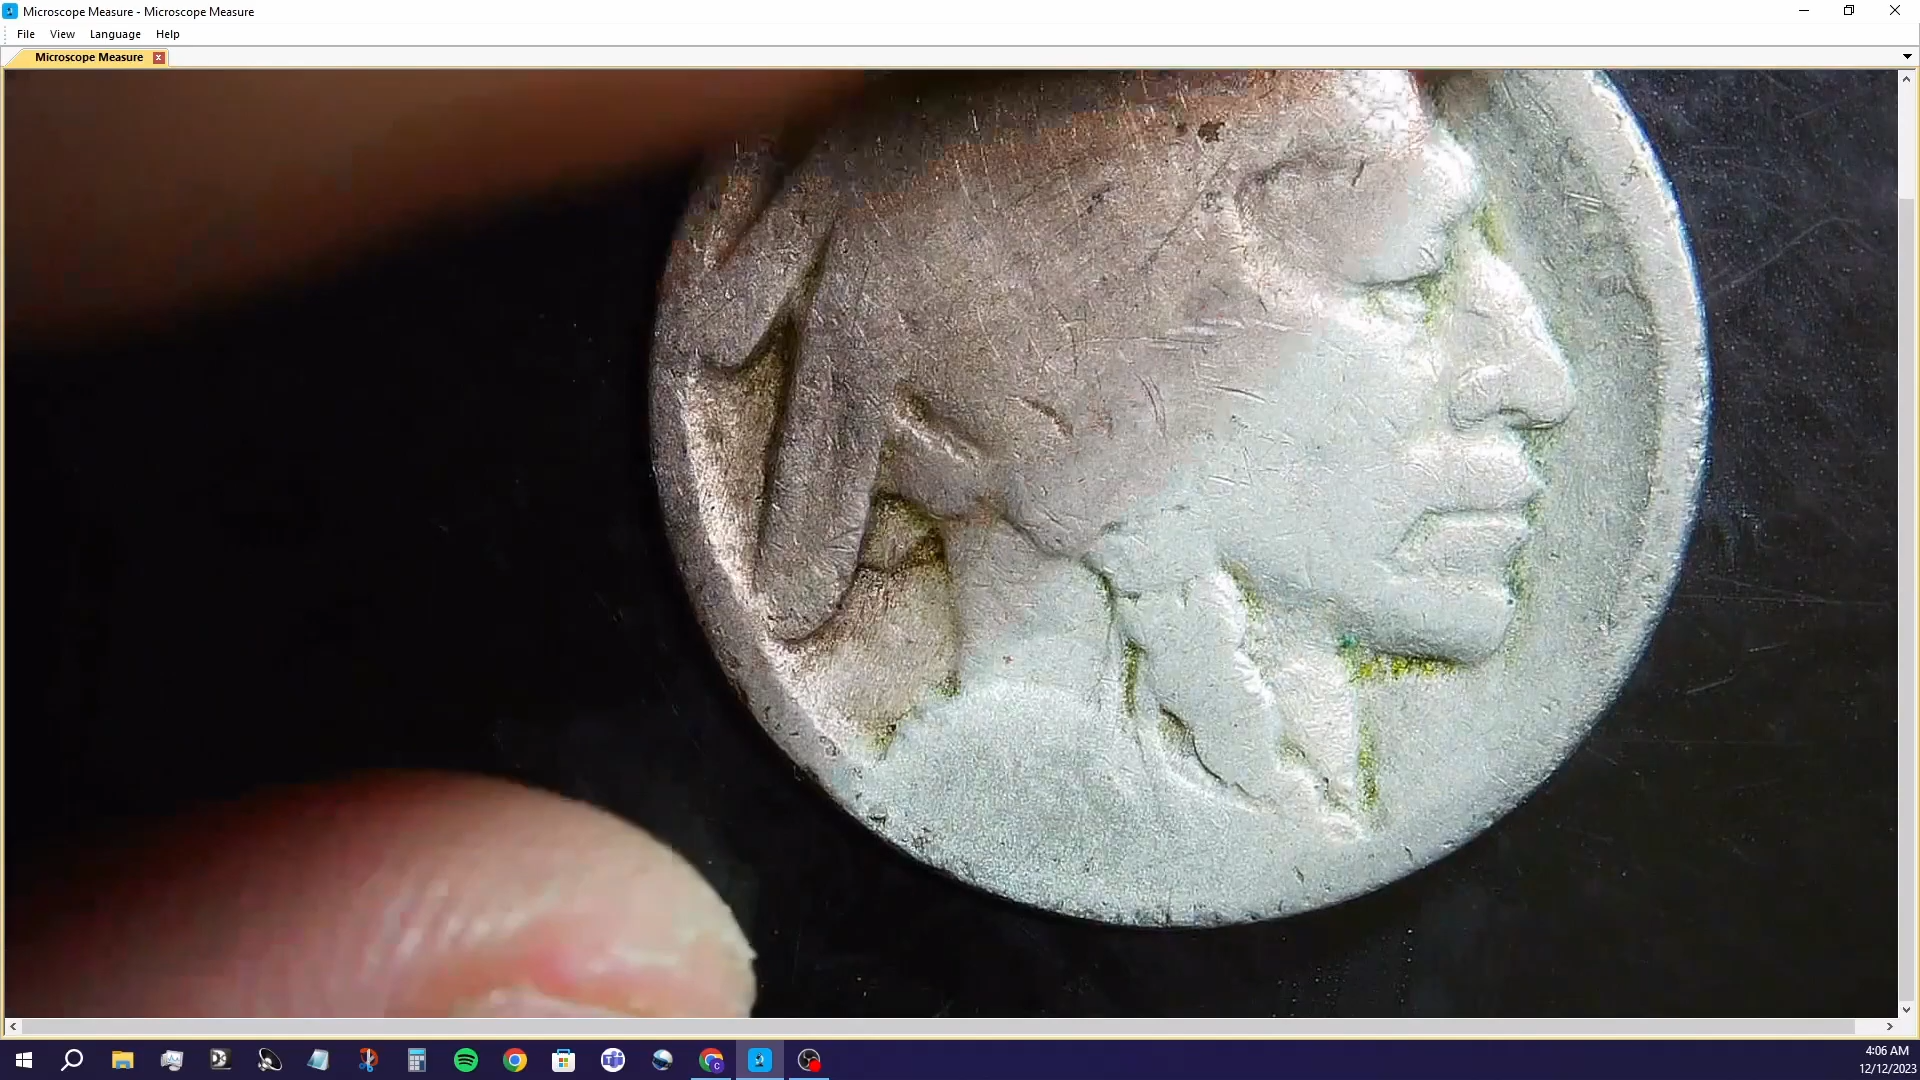 Microscope Measure - Microscope Measure
File View Language Help
Microscope Measure
4:06 AM
12/12/2023